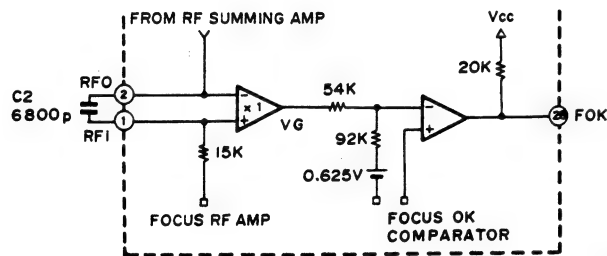 FROM RF SUMMING AMP
Vcc
20K
C2
6800p
RFO
2
RFi
1
−
× 1
+
VG
15K
54K
92K
0.625V
−
+
26
FOK
FOCUS RF AMP
FOCUS OK
COMPARATOR